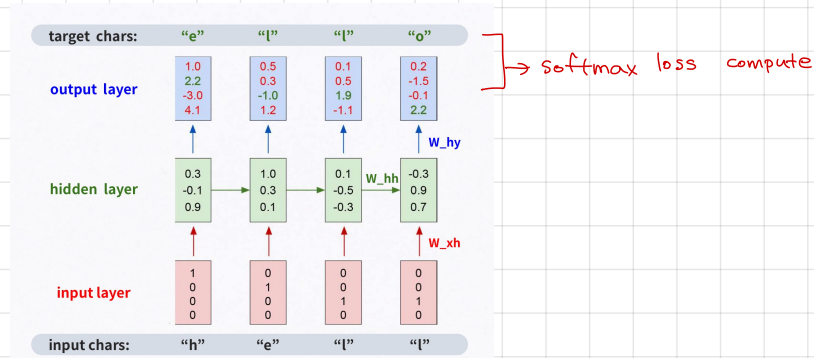 target chars: “e” “l” “l” “o”
1.0 0.5 0.1 0.2
2.2 0.3 0.5 -1.5
-3.0 -1.0 1.9 -0.1
4.1 1.2 -1.1 2.2
output layer
softmax loss compute
W_hy
0.3 1.0 0.1 -0.3
-0.1 0.3 -0.5 0.9
0.9 0.1 -0.3 0.7
hidden layer
W_hh
W_xh
1 0 0 0
0 1 0 0
0 0 1 1
0 0 0 0
input layer
input chars: “h” “e” “l” “l”